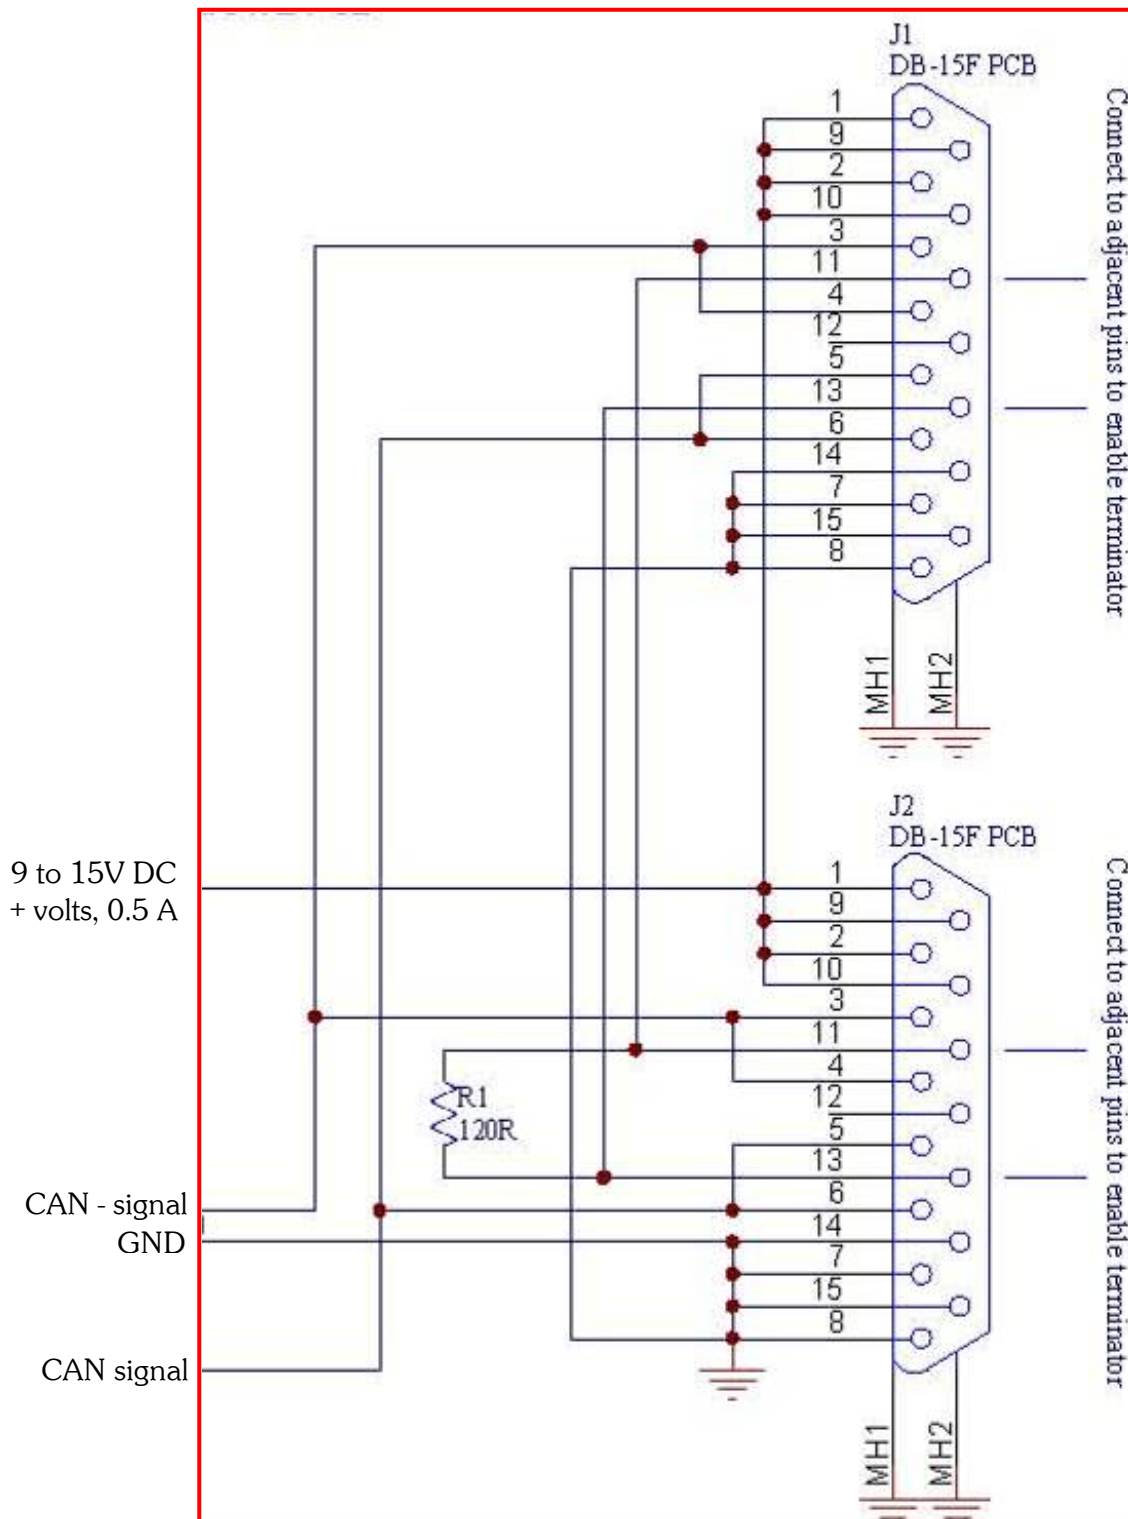 J1
DB-15F PCB
1
9
2
10
3
11
4
12
5
13
6
14
7
15
8
MH1
MH2
Connect to adjacent pins to enable terminator
J2
DB-15F PCB
1
9
2
10
3
11
4
12
5
13
6
14
7
15
8
MH1
MH2
Connect to adjacent pins to enable terminator
9 to 15V DC
+ volts, 0.5 A
R1
120R
CAN - signal
GND
CAN signal